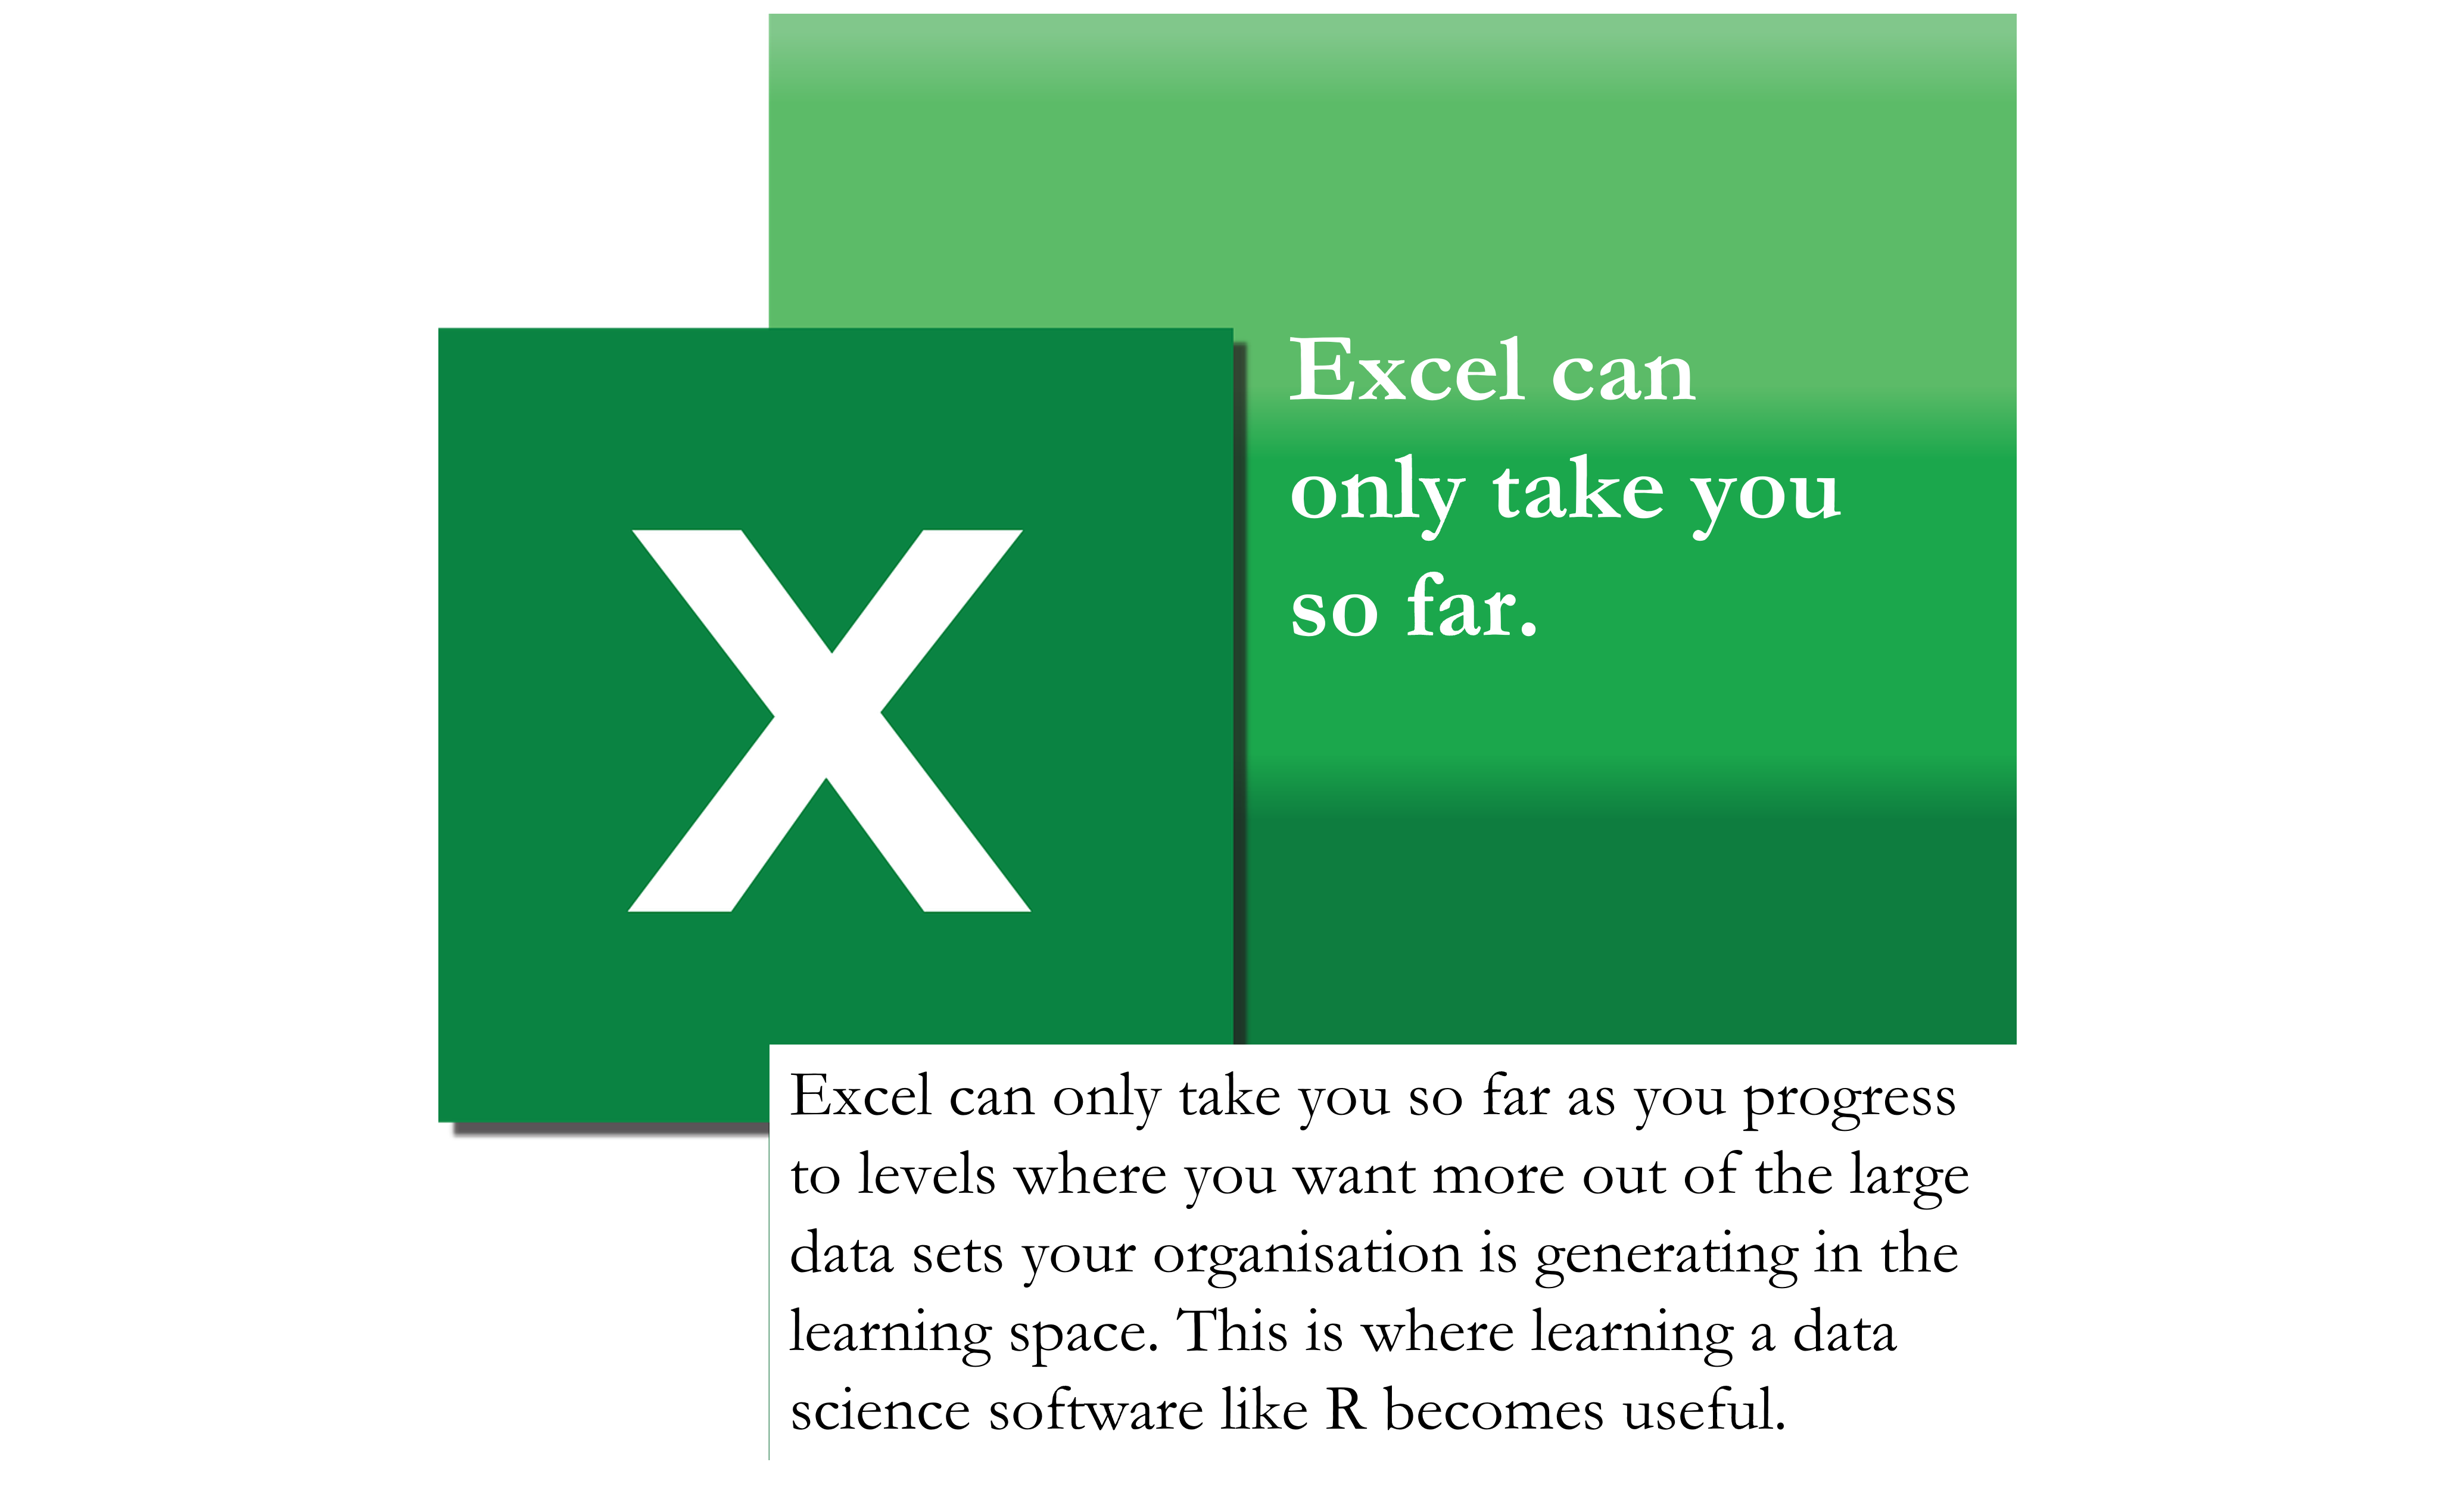 X
Excel can
only take you
so far.
Excel can only take you so far as you progress
to levels where you want more out of the large
data sets your organisation is generating in the
learning space. This is where learning a data
science software like R becomes useful.